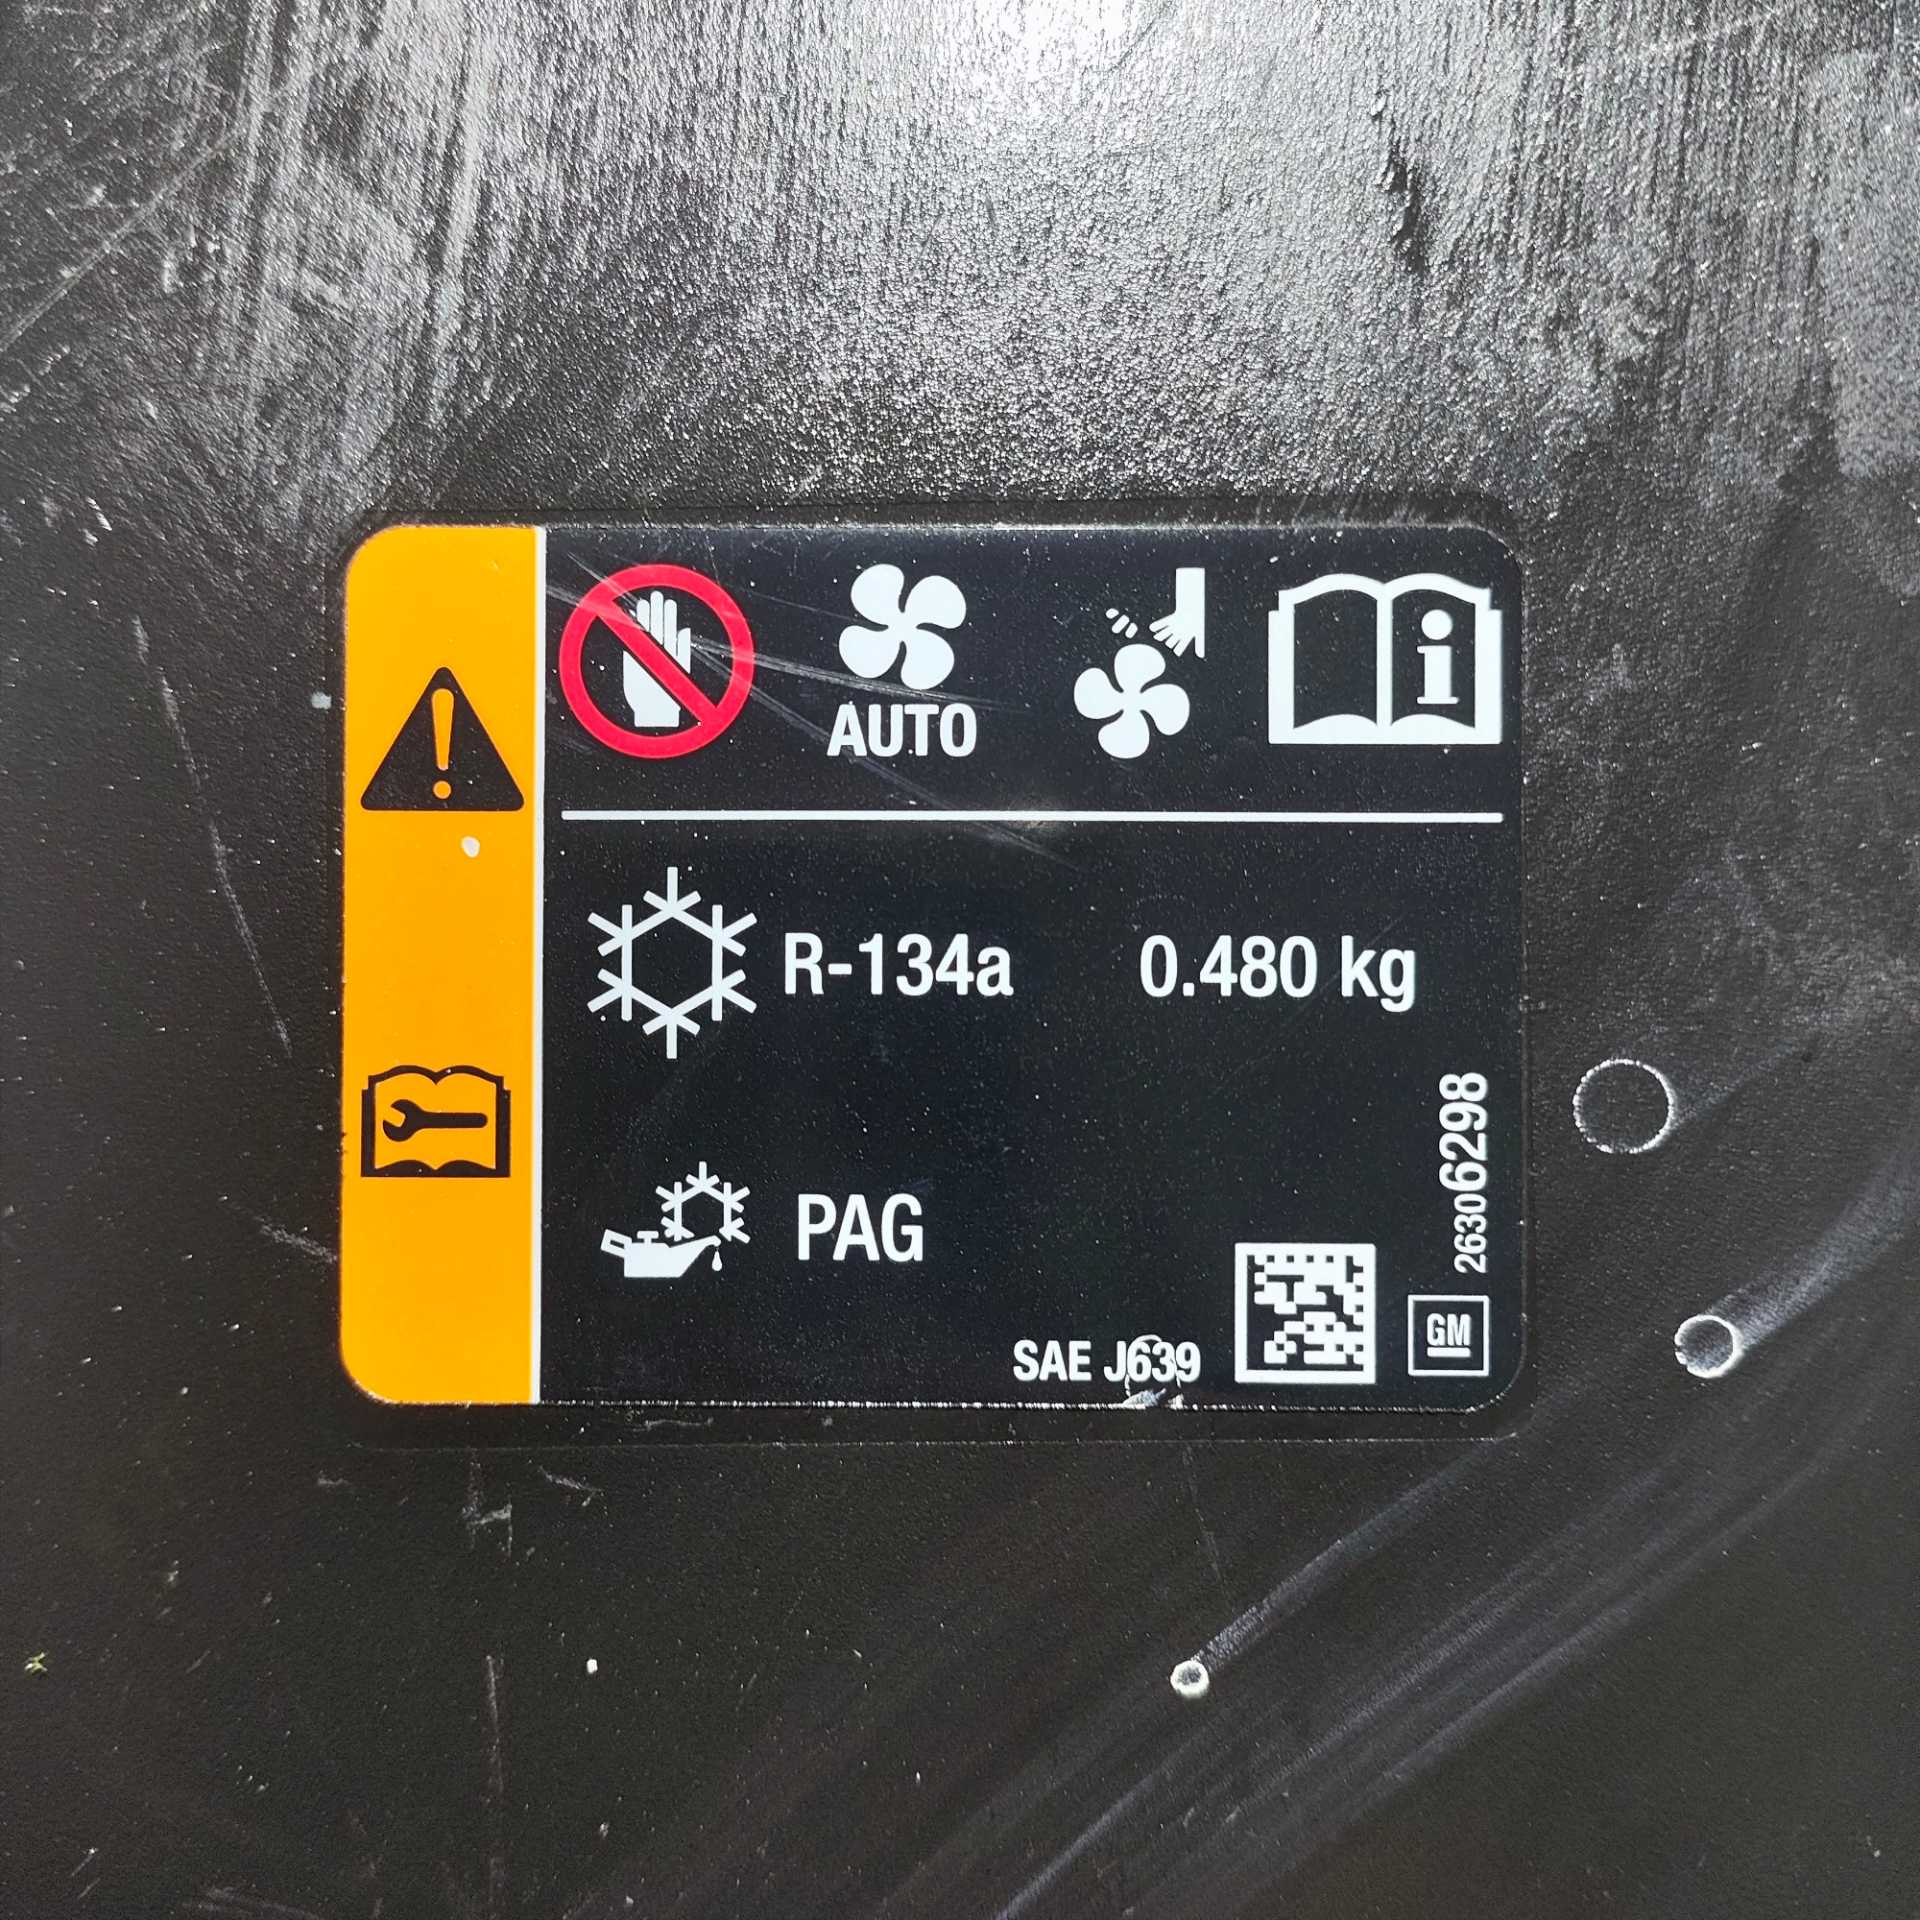 AUTO
R-134a 0.480 kg
PAG
26306298
SAE J639
GM